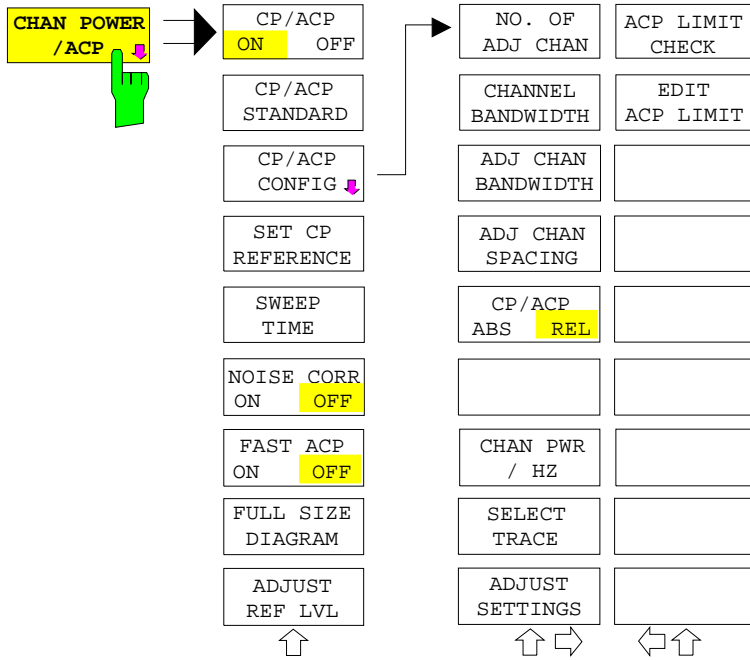 CHAN POWER
/ACP
CP/ACP
ON OFF
CP/ACP
STANDARD
CP/ACP
CONFIG
SET CP
REFERENCE
SWEEP
TIME
NOISE CORR
ON OFF
FAST ACP
ON OFF
FULL SIZE
DIAGRAM
ADJUST
REF LVL
NO. OF
ADJ CHAN
CHANNEL
BANDWIDTH
ADJ CHAN
BANDWIDTH
ADJ CHAN
SPACING
CP/ACP
ABS REL
CHAN PWR
/ HZ
SELECT
TRACE
ADJUST
SETTINGS
ACP LIMIT
CHECK
EDIT
ACP LIMIT